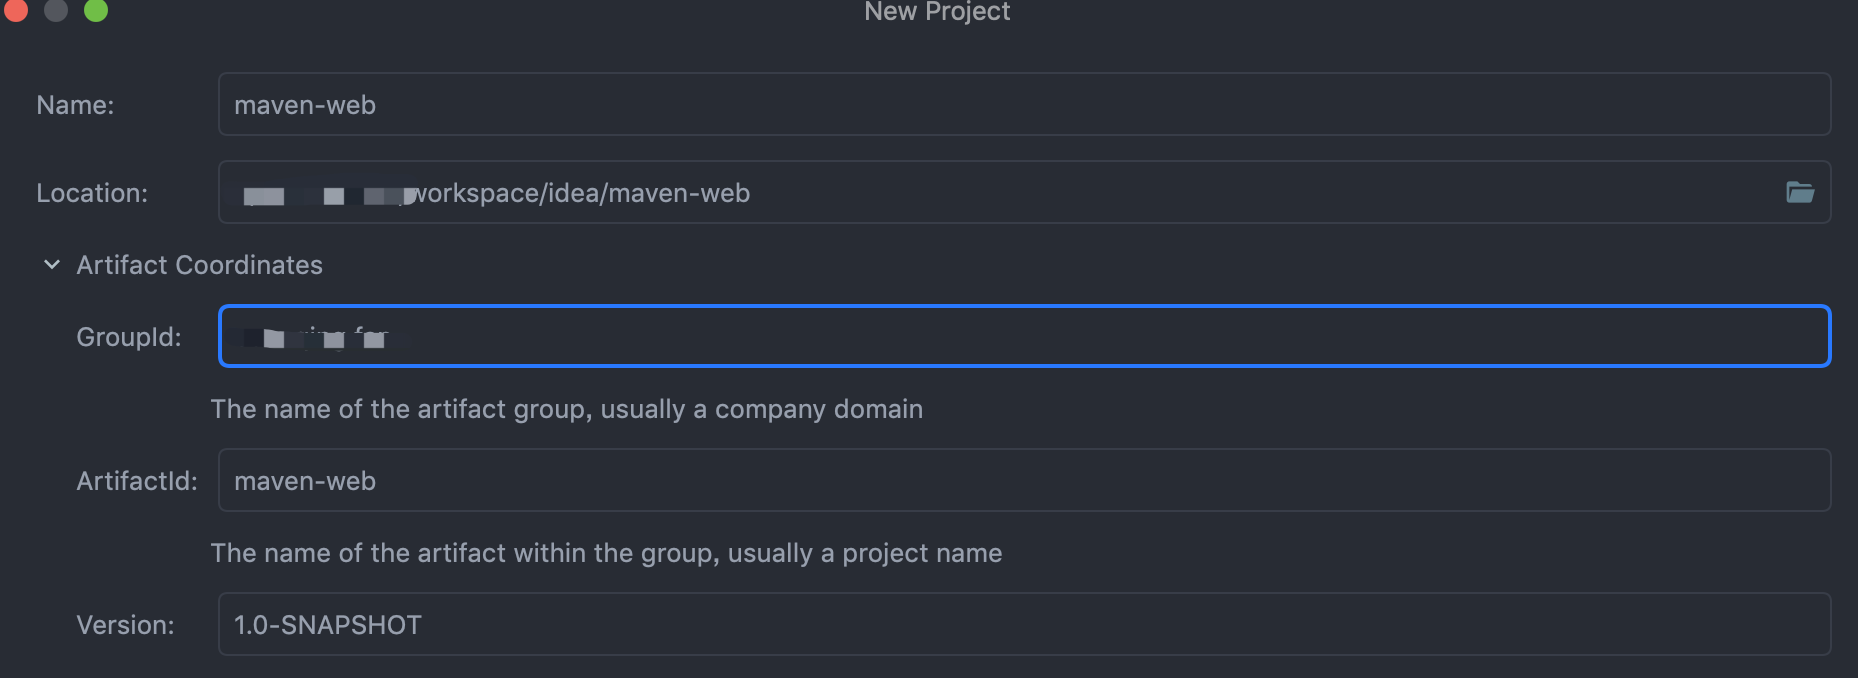 New Project
Name: maven-web
Location: workspace/idea/maven-web
Artifact Coordinates
GroupId:
The name of the artifact group, usually a company domain
ArtifactId: maven-web
The name of the artifact within the group, usually a project name
Version: 1.0-SNAPSHOT